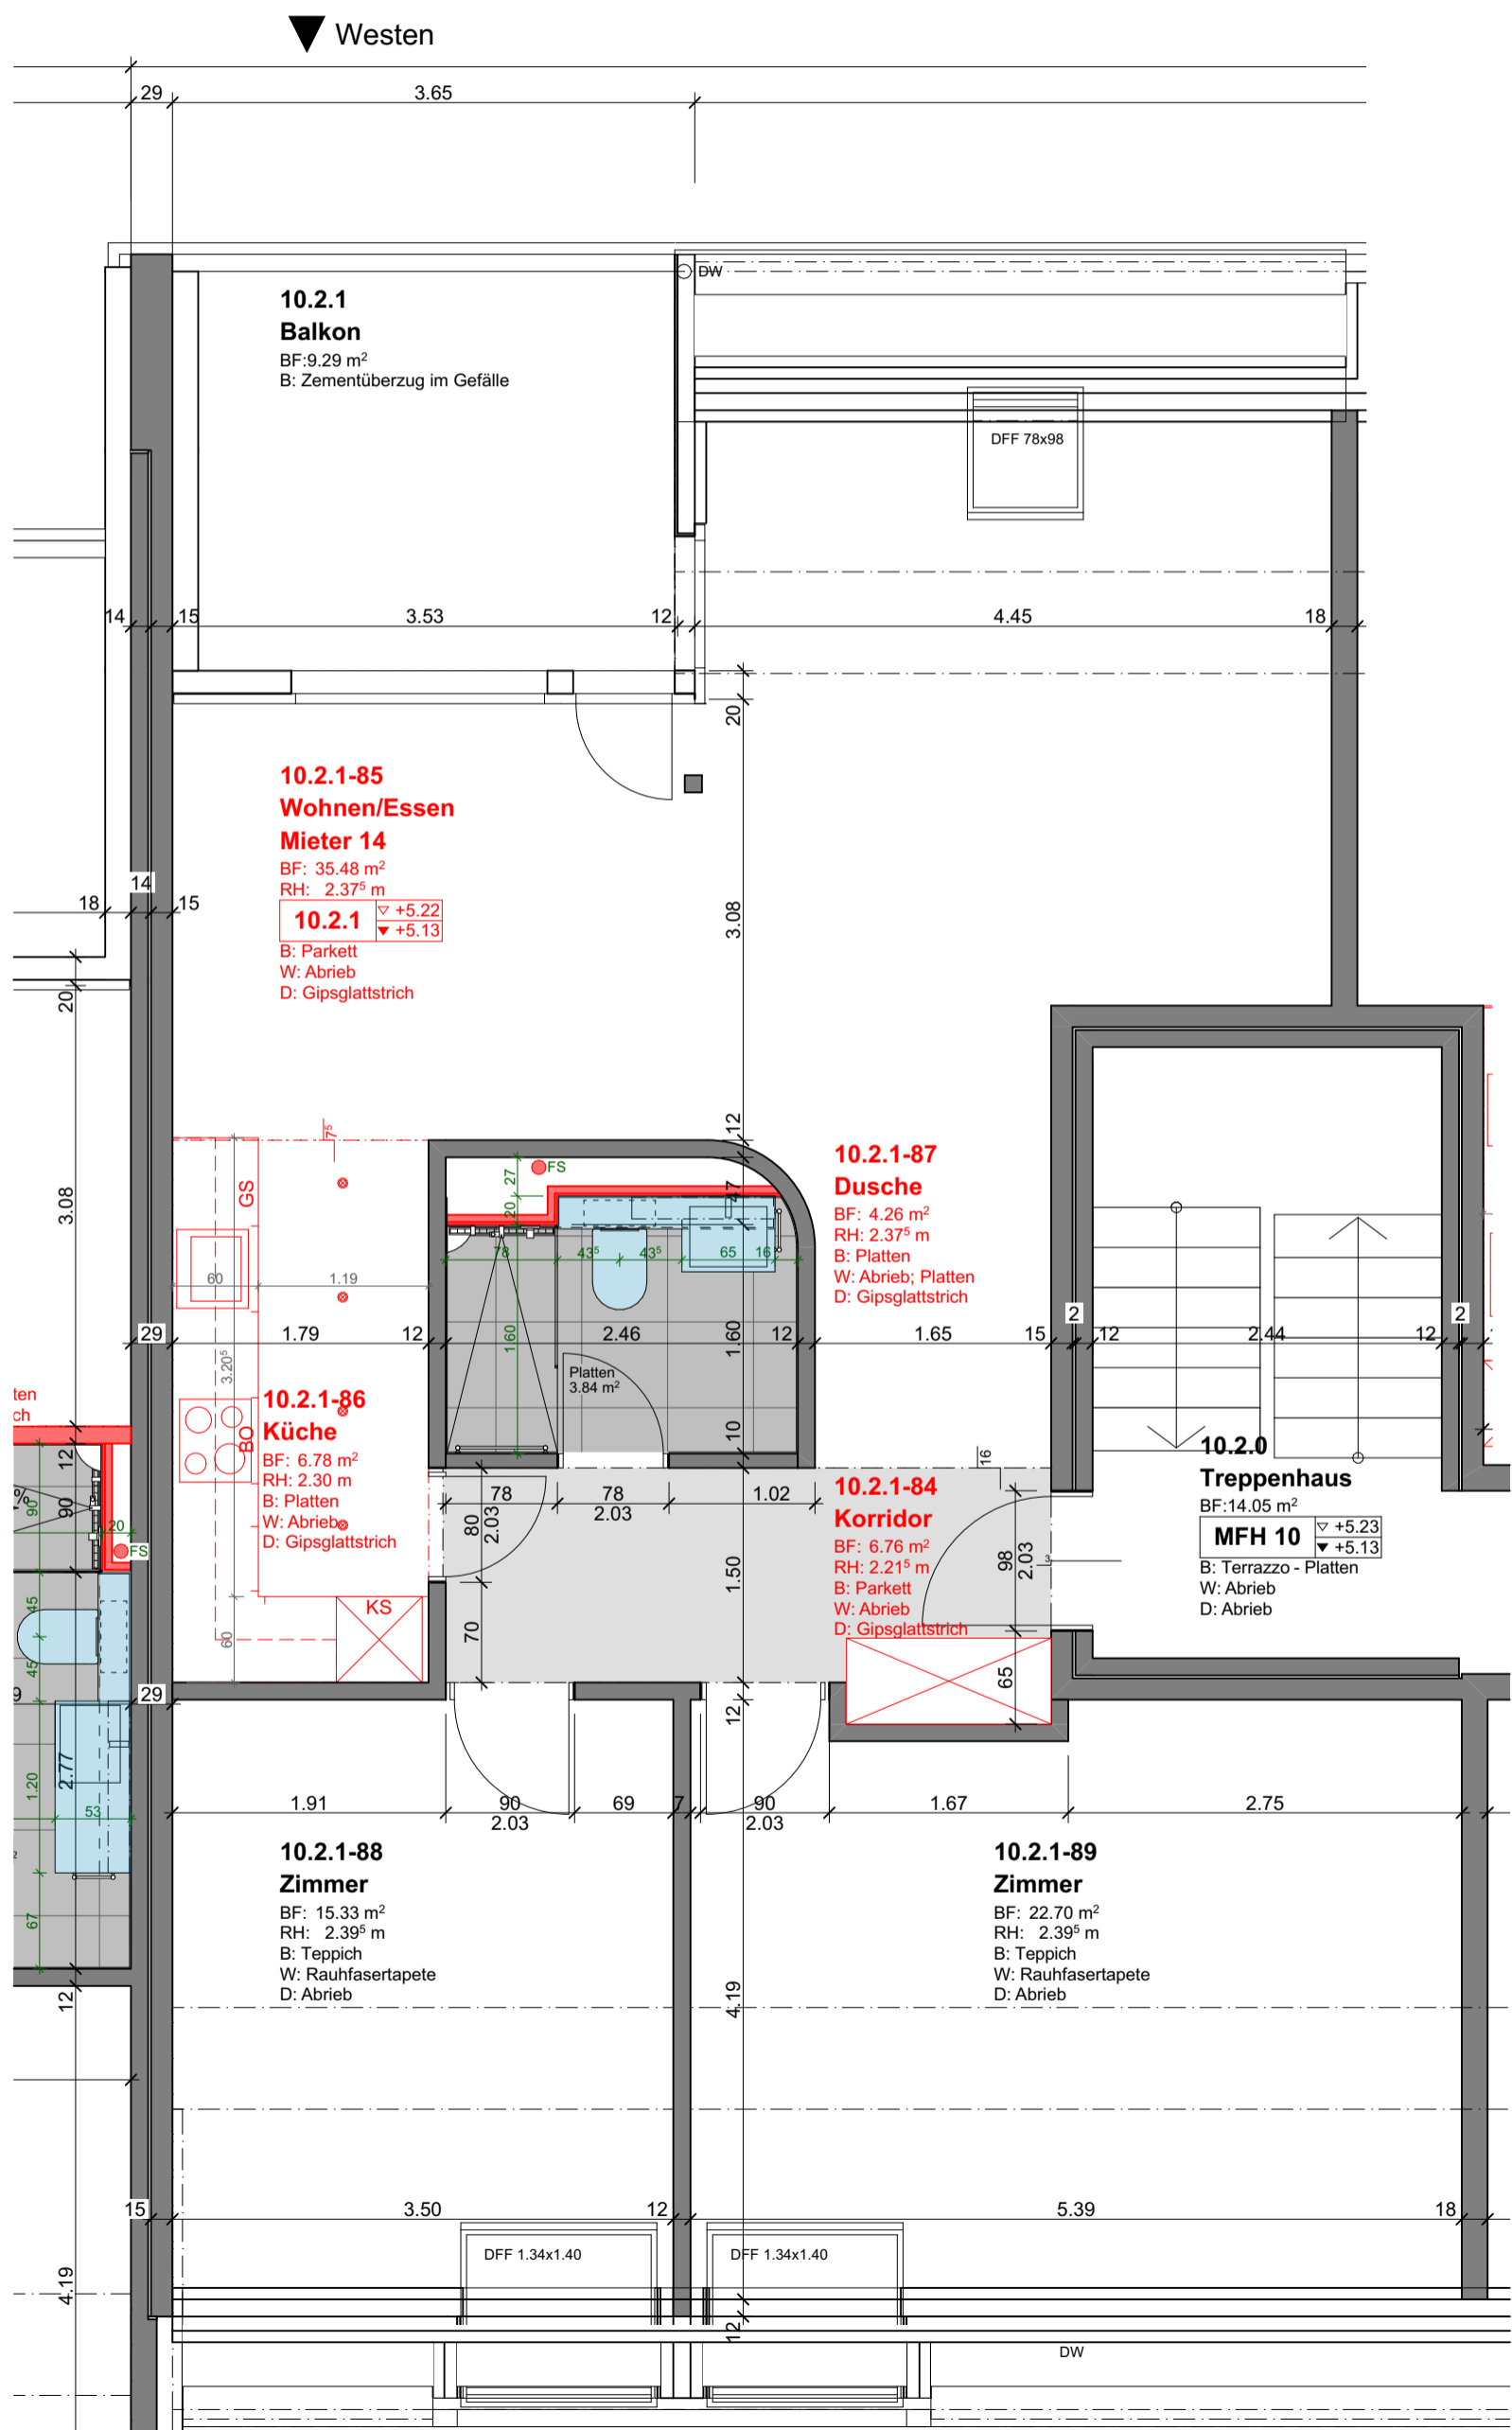 Westen
29
3.65
DW
10.2.1
Balkon
BF:9.29 m²
B: Zementüberzug im Gefälle
DFF 78x98
14
15
3.53
12
4.45
18
20
10.2.1-85
Wohnen/Essen
Mieter 14
BF: 35.48 m²
RH: 2.37⁵ m
10.2.1
+5.22
+5.13
B: Parkett
W: Abrieb
D: Gipsglattstrich
14
18
15
3.08
20
3.08
12
7⁵
FS
27
20
47
GS
10.2.1-87
Dusche
BF: 4.26 m²
RH: 2.37⁵ m
B: Platten
W: Abrieb; Platten
D: Gipsglattstrich
78
43⁵
43⁵
65
16
60
1.19
29
1.79
12
2.46
12
1.65
15
2
12
2.44
12
2
1.60
1.60
3.20⁵
Platten
3.84 m²
10
10.2.1-86
Küche
BF: 6.78 m²
RH: 2.30 m
B: Platten
W: Abrieb
D: Gipsglattstrich
BO
ten
ch
12
90
90
20
FS
16
10.2.0
Treppenhaus
BF:14.05 m²
MFH 10
+5.23
+5.13
B: Terrazzo - Platten
W: Abrieb
D: Abrieb
10.2.1-84
Korridor
BF: 6.76 m²
RH: 2.21⁵ m
B: Parkett
W: Abrieb
D: Gipsglattstrich
78
78
2.03
1.02
80
2.03
98
2.03
3
1.50
70
65
KS
60
45
45
9
29
12
2.77
1.20
53
67
12
1.91
90
2.03
69
7
90
2.03
1.67
2.75
10.2.1-88
Zimmer
BF: 15.33 m²
RH: 2.39⁵ m
B: Teppich
W: Rauhfasertapete
D: Abrieb
10.2.1-89
Zimmer
BF: 22.70 m²
RH: 2.39⁵ m
B: Teppich
W: Rauhfasertapete
D: Abrieb
4.19
15
3.50
12
5.39
18
DFF 1.34x1.40
DFF 1.34x1.40
4.19
12
DW